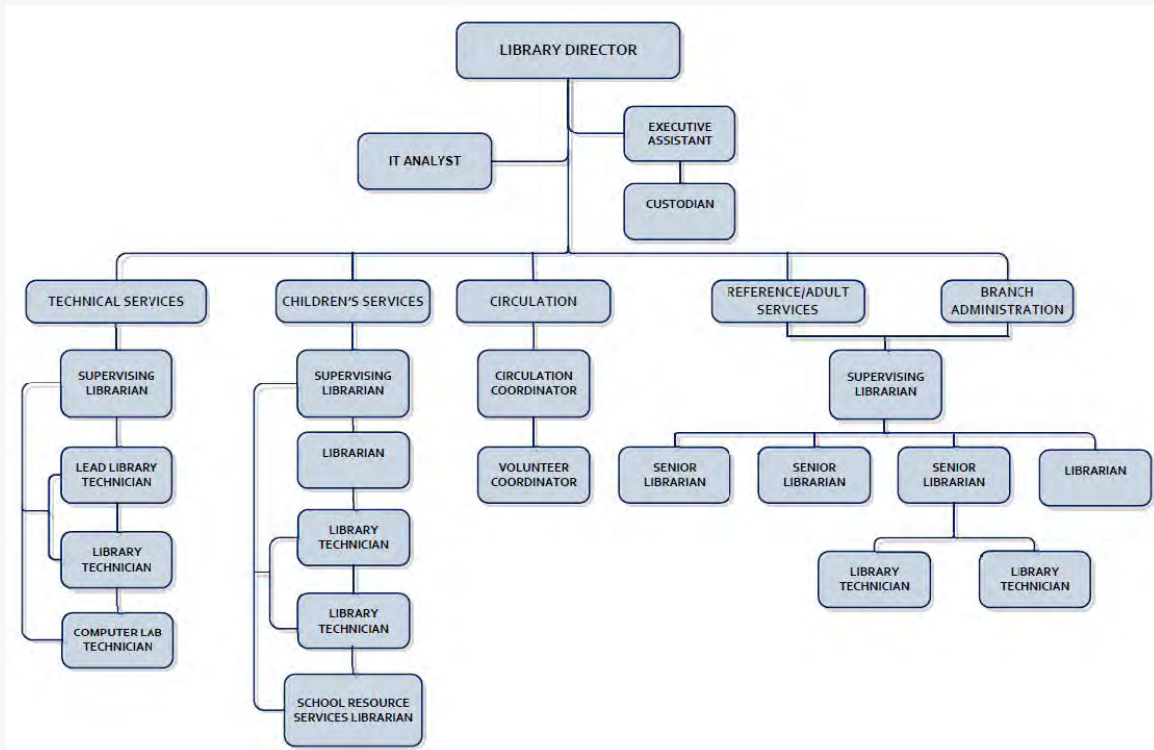 LIBRARY DIRECTOR
EXECUTIVE
ASSISTANT
IT ANALYST
CUSTODIAN
TECHNICAL SERVICES
CHILDREN'S SERVICES
CIRCULATION
REFERENCE/ADULT
SERVICES
BRANCH
ADMINISTRATION
SUPERVISING
LIBRARIAN
LEAD LIBRARY
TECHNICIAN
LIBRARY
TECHNICIAN
COMPUTER LAB
TECHNICIAN
SUPERVISING
LIBRARIAN
LIBRARIAN
LIBRARY
TECHNICIAN
LIBRARY
TECHNICIAN
SCHOOL RESOURCE
SERVICES LIBRARIAN
CIRCULATION
COORDINATOR
VOLUNTEER
COORDINATOR
SUPERVISING
LIBRARIAN
SENIOR
LIBRARIAN
SENIOR
LIBRARIAN
SENIOR
LIBRARIAN
LIBRARIAN
LIBRARY
TECHNICIAN
LIBRARY
TECHNICIAN